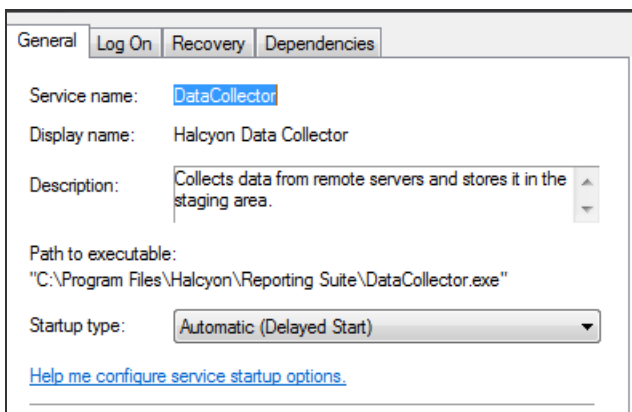 General Log On Recovery Dependencies
Service name: DataCollector
Display name: Halcyon Data Collector
Description: Collects data from remote servers and stores it in the
staging area.
Path to executable:
"C:\Program Files\Halcyon\Reporting Suite\DataCollector.exe"
Startup type: Automatic (Delayed Start)
Help me configure service startup options.